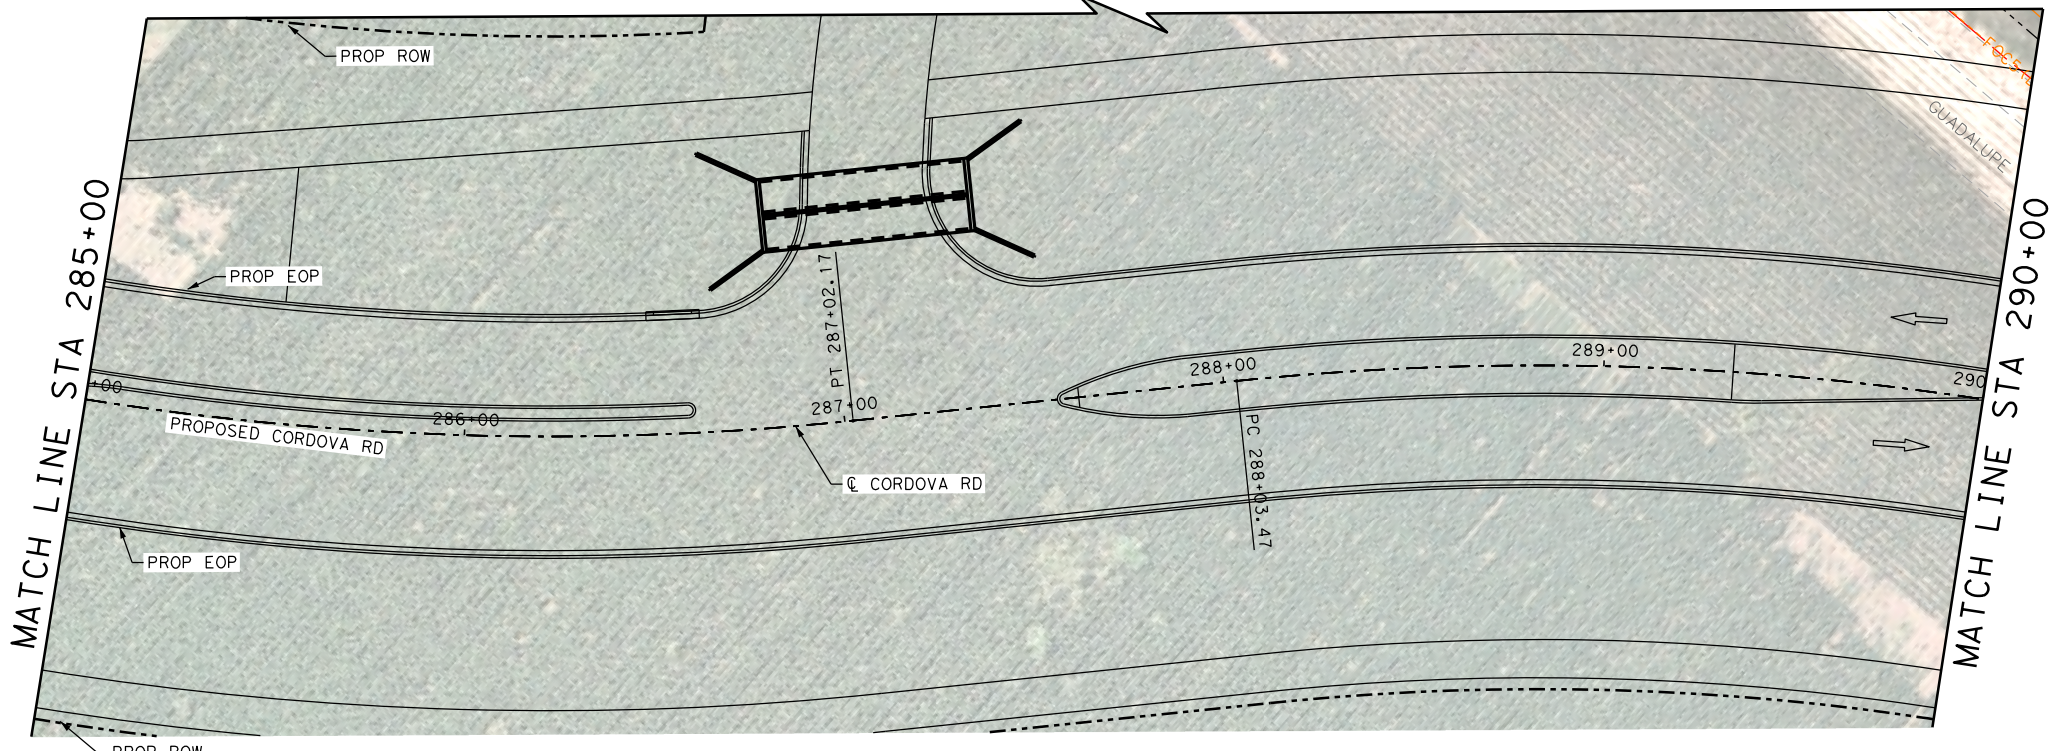 PROP ROW
FOC5
GUADALUPE
MATCH LINE STA 285+00
PROP EOP
PT 287+02.17
MATCH LINE STA 290+00
+00
286+00
287+00
288+00
289+00
290
PROPOSED CORDOVA RD
℄ CORDOVA RD
PC 288+03.47
PROP EOP
PROP ROW